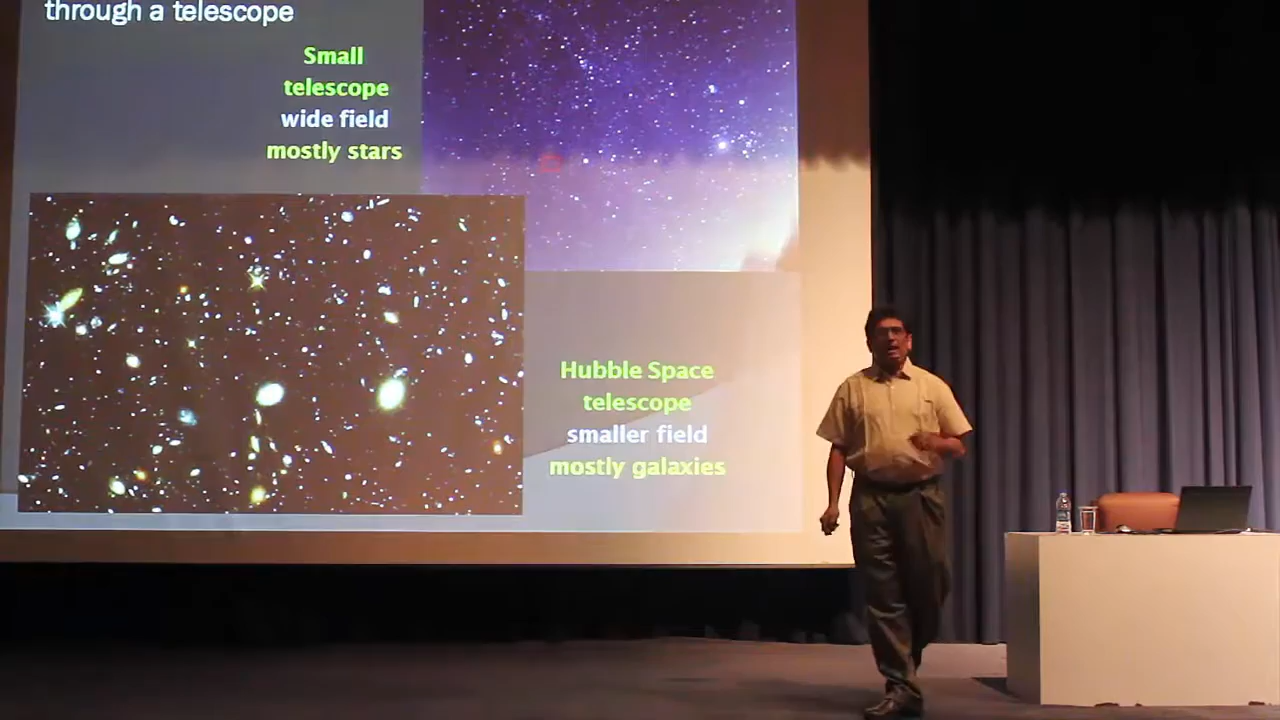 through a telescope
Small
telescope
wide field
mostly stars
Hubble Space
telescope
smaller field
mostly galaxies